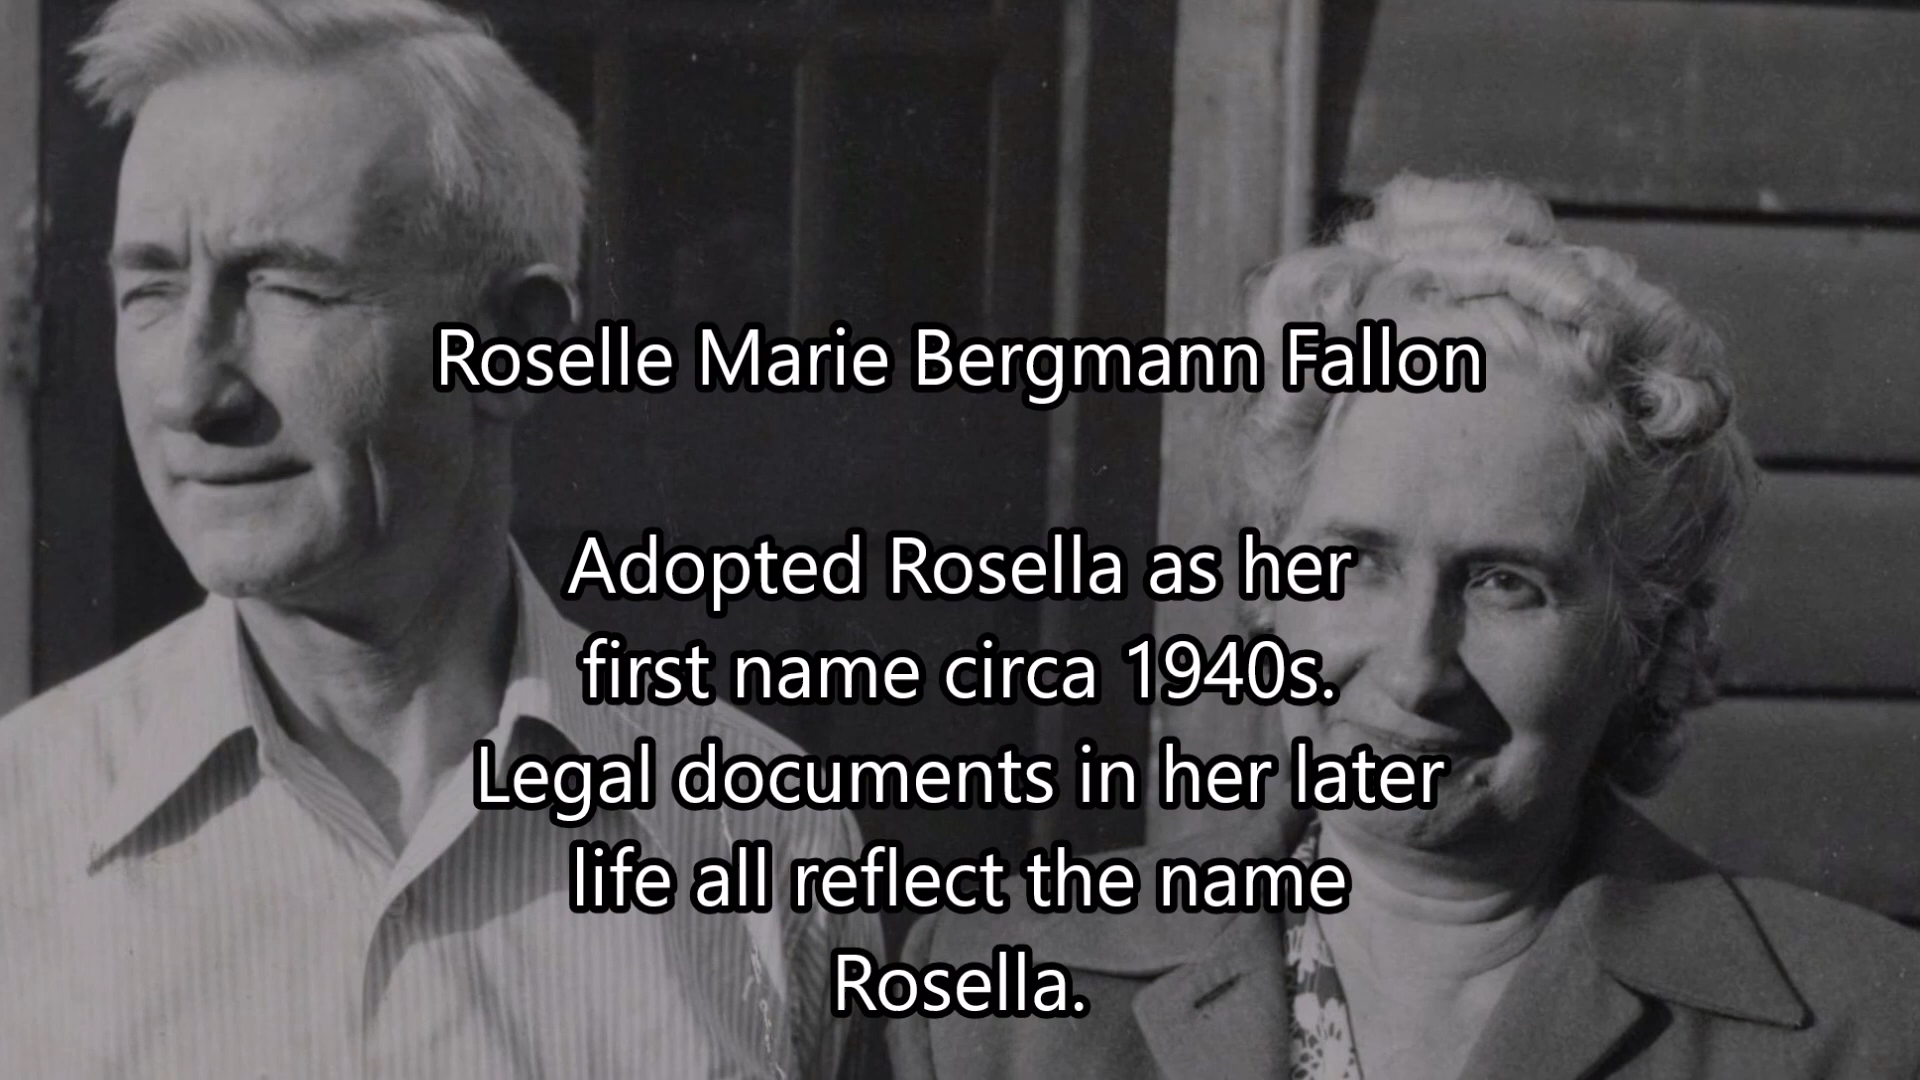 Roselle Marie Bergmann Fallon
Adopted Rosella as her
first name circa 1940s.
Legal documents in her later
life all reflect the name
Rosella.